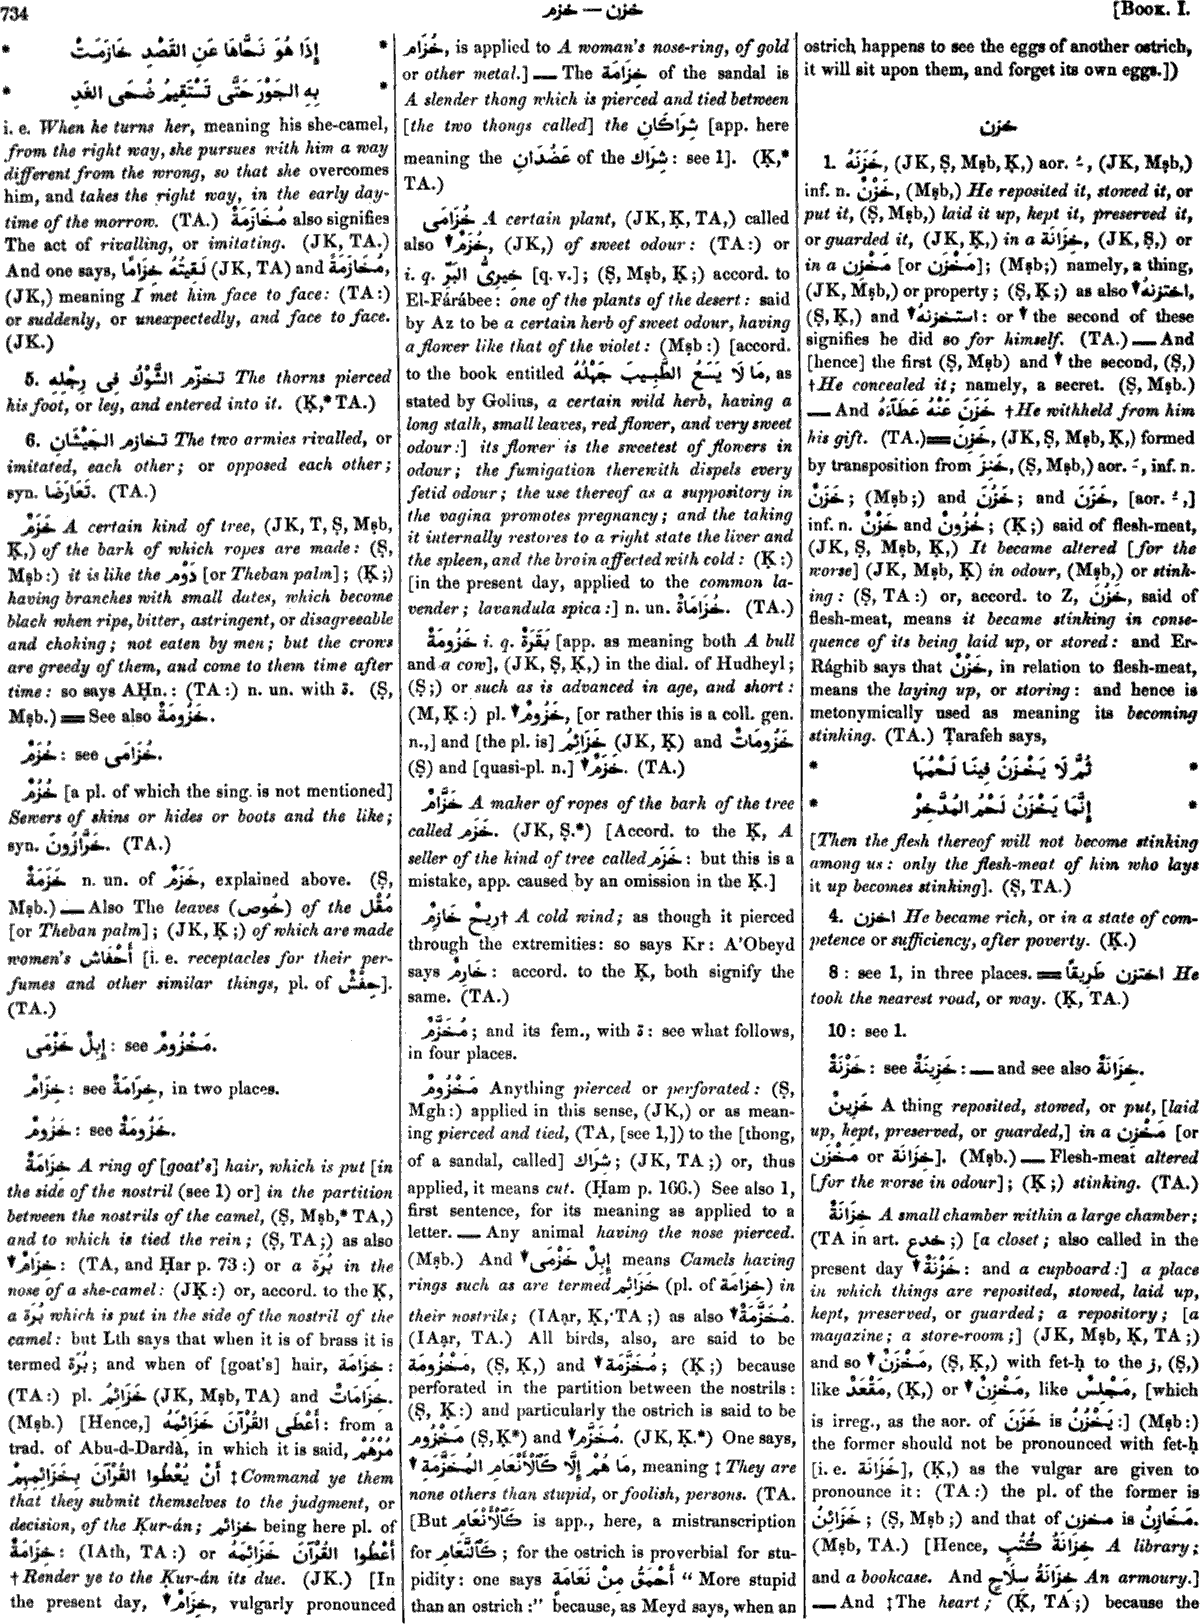 734
خزن — خزم
[Book. I.
* إِذَا هُوَ نَحَّاهَا عَنِ القَصْدِ خَازَمَتْ *
* بِهِ الجَوْرَ حَتَّى تَسْتَقِيمُ ضُحَى الغَدِ *
i. e. When he turns her, meaning his she-camel,
from the right way, she pursues with him a way
different from the wrong, so that she overcomes
him, and takes the right way, in the early day-
time of the morrow. (TA.) مُخَازَمَةٌ also signifies
The act of rivalling, or imitating. (JK, TA.)
And one says, لَقِيتُهُ خِزَامًا (JK, TA) and مُخَازَمَةً,
(JK,) meaning I met him face to face: (TA:)
or suddenly, or unexpectedly, and face to face.
(JK.)
5. تخزّم الشَّوْكُ فِى رِجْلِهِ The thorns pierced
his foot, or leg, and entered into it. (Ḳ,* TA.)
6. تخازم الجَيْشَانِ The two armies rivalled, or
imitated, each other; or opposed each other;
syn. تَعَارَضَا. (TA.)
خَزَمٌ A certain kind of tree, (JK, T, Ṣ, Mṣb,
Ḳ,) of the bark of which ropes are made: (Ṣ,
Mṣb:) it is like the دَوْم [or Theban palm]; (Ḳ;)
having branches with small dates, which become
black when ripe, bitter, astringent, or disagreeable
and choking; not eaten by men; but the crows
are greedy of them, and come to them time after
time: so says AḤn.: (TA:) n. un. with ة. (Ṣ,
Mṣb.) ＝ See also خَزُومَةٌ.
خُزَمٌ: see خُزَامَى.
خُزُمٌ [a pl. of which the sing. is not mentioned]
Sewers of skins or hides or boots and the like;
syn. خَرَّازُونَ. (TA.)
خَزَمَةٌ n. un. of خَزَمٌ, explained above. (Ṣ,
Mṣb.) — Also The leaves (خُوص) of the مُقْل
[or Theban palm]; (JK, Ḳ;) of which are made
women's أَحْفَاش [i. e. receptacles for their per-
fumes and other similar things, pl. of حِفْشٌ].
(TA.)
إِبِلٌ خَزْمَى: see مَخْزُومٌ.
خِزَامٌ: see خِزَامَةٌ, in two places.
خَزُومٌ: see خَزُومَةٌ.
خِزَامَةٌ A ring of [goat's] hair, which is put [in
the side of the nostril (see 1) or] in the partition
between the nostrils of the camel, (Ṣ, Mṣb,* TA,)
and to which is tied the rein; (Ṣ, TA;) as also
▼خِزَامٌ: (TA, and Ḥar p. 73:) or a بُرَة in the
nose of a she-camel: (JḲ:) or, accord. to the Ḳ,
a بُرَة which is put in the side of the nostril of the
camel: but Lth says that when it is of brass it is
termed بُرَة; and when of [goat's] hair, خِزَامَة:
(TA:) pl. خَزَائِمُ (JK, Mṣb, TA) and خِزَامَاتٌ.
(Mṣb.) [Hence,] أَعْطَى القُرْآنَ خَزَائِمَهُ: from a
trad. of Abu-d-Dardà, in which it is said, مُرْهُمْ
أَنْ يُعْطُوا القُرْآنَ بِخَزَائِمِهِمْ ‡ Command ye them
that they submit themselves to the judgment, or
decision, of the Ḳur-án; خزائم being here pl. of
خِزَامَةٌ: (IAth, TA:) or أَعْطُوا القُرْآنَ خَزَائِمَهُ
† Render ye to the Ḳur-án its due. (JK.) [In
the present day, ▼خِزَامٌ, vulgarly pronounced
خُزَام, is applied to A woman's nose-ring, of gold
or other metal.] — The خِزَامَة of the sandal is
A slender thong which is pierced and tied between
[the two thongs called] the شِرَاكَانِ [app. here
meaning the عَضُدَانِ of the شِرَاك: see 1]. (Ḳ,*
TA.)
خُزَامَى A certain plant, (JK, Ḳ, TA,) called
also ▼خُزَمٌ, (JK,) of sweet odour: (TA:) or
i. q. خِيرِىُّ البَرِّ [q. v.]; (Ṣ, Mṣb, Ḳ;) accord. to
El-Fárábee: one of the plants of the desert: said
by Az to be a certain herb of sweet odour, having
a flower like that of the violet: (Mṣb:) [accord.
to the book entitled مَا لَا يَسَعُ الطَّبِيبَ جَهْلُهُ, as
stated by Golius, a certain wild herb, having a
long stalk, small leaves, red flower, and very sweet
odour:] its flower is the sweetest of flowers in
odour; the fumigation therewith dispels every
fetid odour; the use thereof as a suppository in
the vagina promotes pregnancy; and the taking
it internally restores to a right state the liver and
the spleen, and the brain affected with cold: (Ḳ:)
[in the present day, applied to the common la-
vender; lavandula spica:] n. un. خُزَامَاةٌ. (TA.)
خَزُومَةٌ i. q. بَقَرَةٌ [app. as meaning both A bull
and a cow], (JK, Ṣ, Ḳ,) in the dial. of Hudheyl;
(Ṣ;) or such as is advanced in age, and short:
(M, Ḳ:) pl. ▼خَزُومٌ, [or rather this is a coll. gen.
n.,] and [the pl. is] خَزَائِمُ (JK, Ḳ) and خَزُومَاتٌ
(Ṣ) and [quasi-pl. n.] ▼خَزَمٌ. (TA.)
خَزَّامٌ A maker of ropes of the bark of the tree
called خَزَم. (JK, Ṣ.*) [Accord. to the Ḳ, A
seller of the kind of tree called خَزَم: but this is a
mistake, app. caused by an omission in the Ḳ.]
رِيحٌ خَازِمٌ † A cold wind; as though it pierced
through the extremities: so says Kr: A'Obeyd
says خَارِمٌ: accord. to the Ḳ, both signify the
same. (TA.)
مُخَزَّمٌ; and its fem., with ة: see what follows,
in four places.
مَخْزُومٌ Anything pierced or perforated: (Ṣ,
Mgh:) applied in this sense, (JK,) or as mean-
ing pierced and tied, (TA, [see 1,]) to the [thong,
of a sandal, called] شِرَاك; (JK, TA;) or, thus
applied, it means cut. (Ḥam p. 166.) See also 1,
first sentence, for its meaning as applied to a
letter. — Any animal having the nose pierced.
(Mṣb.) And ▼إِبِلٌ خَزْمَى means Camels having
rings such as are termed خَزَائِم (pl. of خِزَامَة) in
their nostrils; (IAạr, Ḳ,* TA;) as also ▼مُخَزَّمَةٌ.
(IAạr, TA.) All birds, also, are said to be
مَخْزُومَة, (Ṣ, Ḳ,) and ▼مُخَزَّمَة; (Ḳ;) because
perforated in the partition between the nostrils:
(Ṣ, Ḳ:) and particularly the ostrich is said to be
مَخْزُوم (Ṣ, Ḳ*) and ▼مُخَزَّم. (JK, Ḳ.*) One says,
▼مَا هُمْ إِلَّا كَٱلْأَنْعَامِ المُخَزَّمَةِ, meaning ‡ They are
none others than stupid, or foolish, persons. (TA.
[But كَٱلْأَنْعَامِ is app., here, a mistranscription
for كَٱلنَّعَامِ; for the ostrich is proverbial for stu-
pidity: one says أَحْمَقُ مِنْ نَعَامَةٍ “More stupid
than an ostrich:” because, as Meyd says, when an
ostrich happens to see the eggs of another ostrich,
it will sit upon them, and forget its own eggs.])
خزن
1. خَزَنَهُ, (JK, Ṣ, Mṣb, Ḳ,) aor. ـُ, (JK, Mṣb,)
inf. n. خَزْنٌ, (Mṣb,) He reposited it, stowed it, or
put it, (Ṣ, Mṣb,) laid it up, kept it, preserved it,
or guarded it, (JK, Ḳ,) in a خِزَانَة, (JK, Ṣ,) or
in a مَخْزَن [or مَخْزِن]; (Mṣb;) namely, a thing,
(JK, Mṣb,) or property; (Ṣ, Ḳ;) as also ▼اختزنهُ,
(Ṣ, Ḳ,) and ▼استخزنهُ: or ▼ the second of these
signifies he did so for himself. (TA.) — And
[hence] the first (Ṣ, Mṣb) and ▼ the second, (Ṣ,)
† He concealed it; namely, a secret. (Ṣ, Mṣb.)
— And خَزَنَ عَنْهُ عَطَآءَهُ † He withheld from him
his gift. (TA.) ＝ خَزِنَ, (JK, Ṣ, Mṣb, Ḳ,) formed
by transposition from خَنِزَ, (Ṣ, Mṣb,) aor. ـَ, inf. n.
خَزَنٌ; (Mṣb;) and خَزُنَ; and خَزَنَ, [aor. ـُ,]
inf. n. خَزْنٌ and خُزُونٌ; (Ḳ;) said of flesh-meat,
(JK, Ṣ, Mṣb, Ḳ,) It became altered [for the
worse] (JK, Mṣb, Ḳ) in odour, (Mṣb,) or stink-
ing: (Ṣ, TA:) or, accord. to Z, خَزُنَ, said of
flesh-meat, means it became stinking in conse-
quence of its being laid up, or stored: and Er-
Rághib says that خَزْنٌ, in relation to flesh-meat,
means the laying up, or storing: and hence is
metonymically used as meaning its becoming
stinking. (TA.) Ṭarafeh says,
* ثُمَّ لَا يَخْزَنُ فِينَا لَحْمُهَا *
* إِنَّمَا يَخْزَنُ لَحْمُ المُدَّخِرْ *
[Then the flesh thereof will not become stinking
among us: only the flesh-meat of him who lays
it up becomes stinking]. (Ṣ, TA.)
4. اخزن He became rich, or in a state of com-
petence or sufficiency, after poverty. (Ḳ.)
8: see 1, in three places. ＝ اختزن طَرِيقًا He
took the nearest road, or way. (Ḳ, TA.)
10: see 1.
خَزْنَةٌ: see خَزِينَةٌ: — and see also خِزَانَةٌ.
خَزِينٌ A thing reposited, stowed, or put, [laid
up, kept, preserved, or guarded,] in a مَخْزَن [or
مَخْزِن or خِزَانَة]. (Mṣb.) — Flesh-meat altered
[for the worse in odour]; (Ḳ;) stinking. (TA.)
خِزَانَةٌ A small chamber within a large chamber;
(TA in art. خدع;) [a closet; also called in the
present day ▼خَزْنَةٌ: and a cupboard:] a place
in which things are reposited, stowed, laid up,
kept, preserved, or guarded; a repository; [a
magazine; a store-room;] (JK, Mṣb, Ḳ, TA;)
and so ▼مَخْزَنٌ, (Ṣ, Ḳ,) with fet-ḥ to the ز, (Ṣ,)
like مَقْعَدٌ, (Ḳ,) or ▼مَخْزِنٌ, like مَجْلِسٌ, [which
is irreg., as the aor. of خَزَنَ is يَخْزُنُ:] (Mṣb:)
the former should not be pronounced with fet-ḥ
[i. e. خَزَانَة], (Ḳ,) as the vulgar are given to
pronounce it: (TA:) the pl. of the former is
خَزَائِنُ; (Ṣ, Mṣb;) and that of مخزن is مَخَازِنُ.
(Mṣb, TA.) [Hence, خِزَانَةُ كُتُبٍ A library;
and a bookcase. And خِزَانَةُ سِلَاحٍ An armoury.]
— And ‡ The heart; (Ḳ, TA;) because the